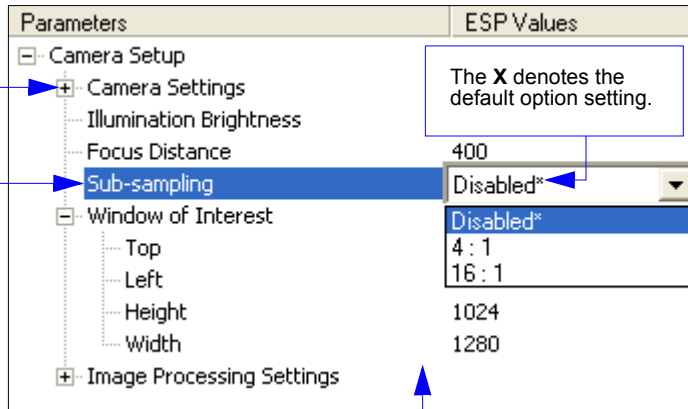 Parameters ESP Values
Camera Setup
Camera Settings
The X denotes the
default option setting.
Illumination Brightness
Focus Distance 400
Sub-sampling Disabled*
Window of Interest Disabled*
Top 4 : 1
Left 16 : 1
Height 1024
Width 1280
Image Processing Settings